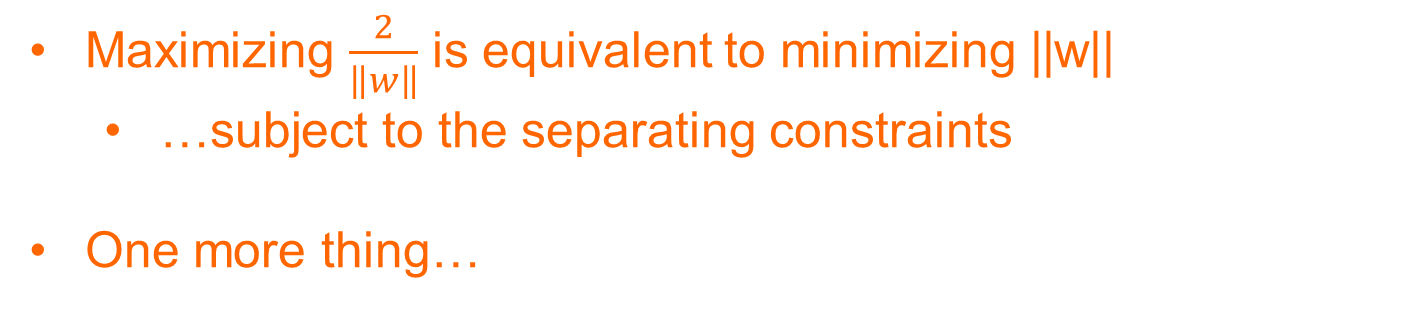 • Maximizing 2/‖w‖ is equivalent to minimizing ||w||
• …subject to the separating constraints
• One more thing…